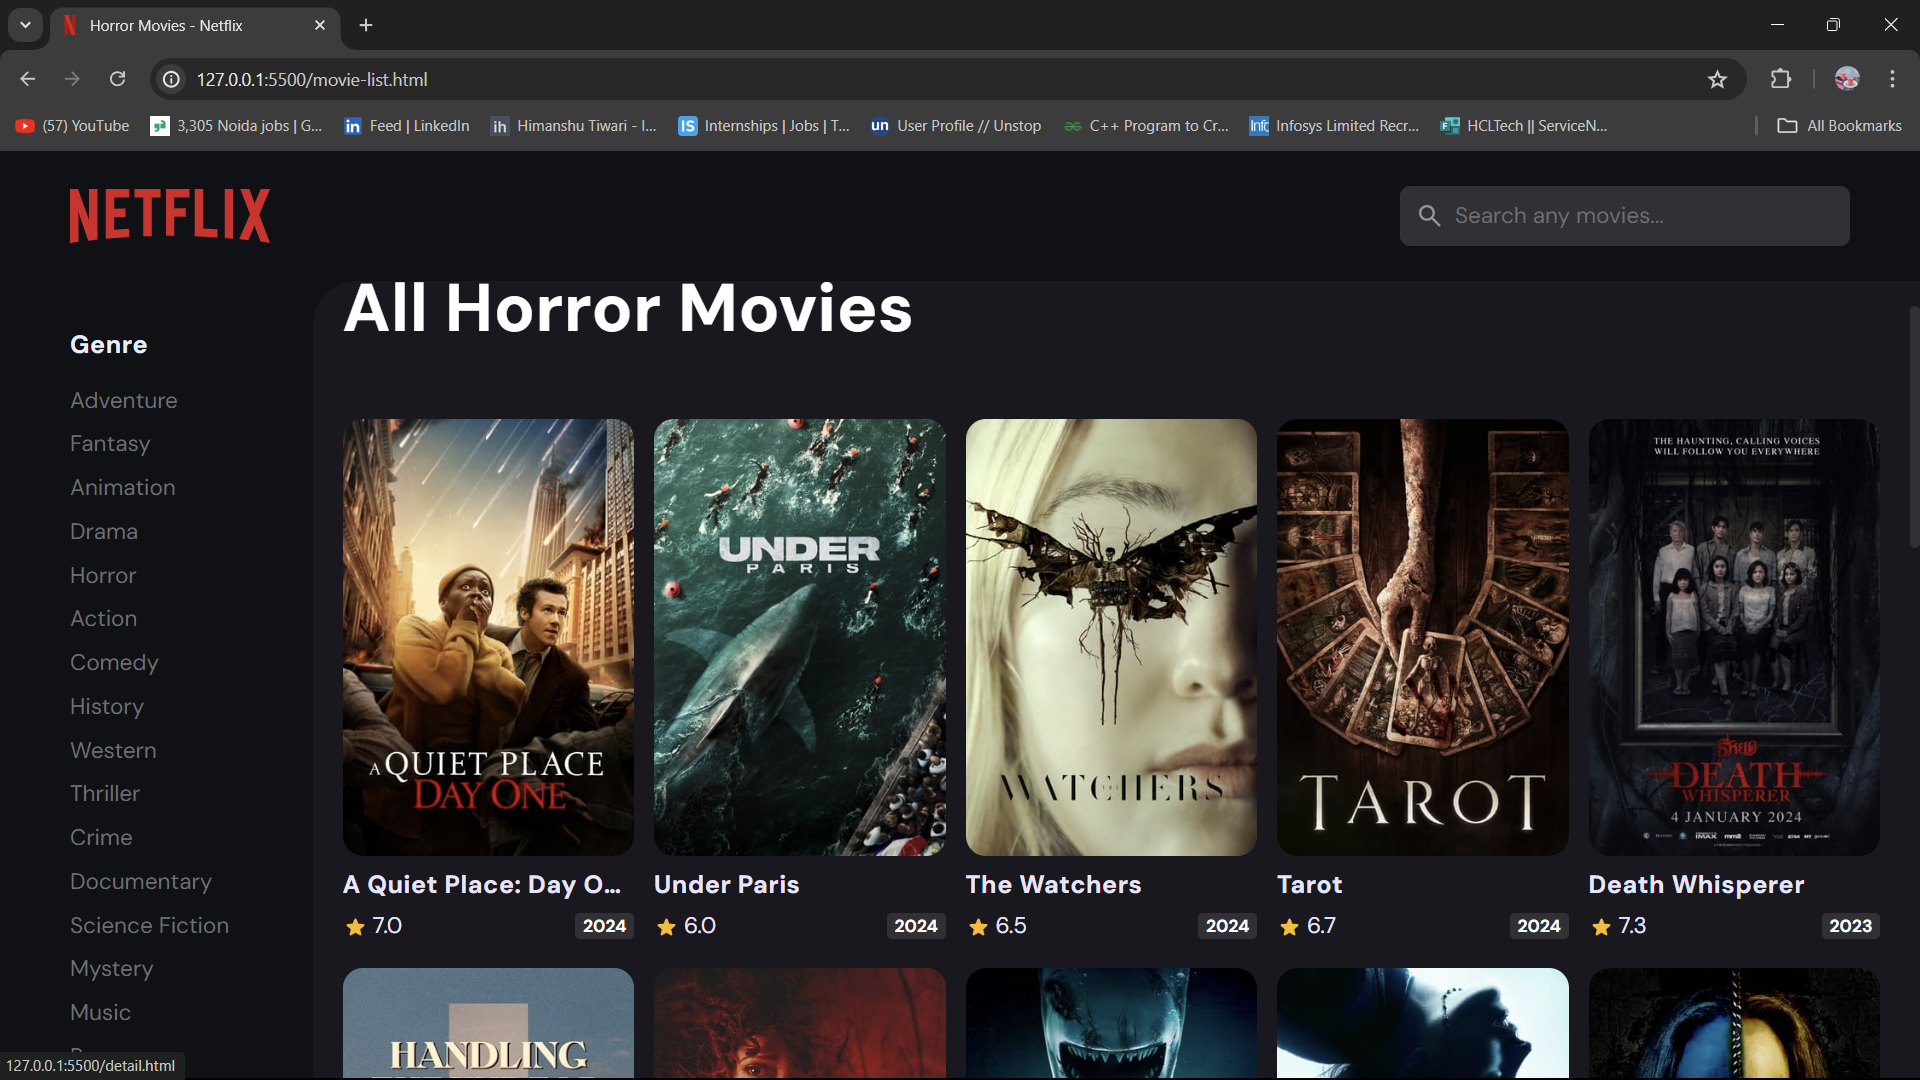 Horror Movies - Netflix
127.0.0.1:5500/movie-list.html
(57) YouTube
3,305 Noida jobs | G...
in Feed | LinkedIn
ih Himanshu Tiwari - I...
IS Internships | Jobs | T...
un User Profile // Unstop
C++ Program to Cr...
Infosys Limited Recr...
HCLTech || ServiceN...
All Bookmarks
NETFLIX
Search any movies...
All Horror Movies
Genre
Adventure
Fantasy
Animation
Drama
Horror
Action
Comedy
History
Western
Thriller
Crime
Documentary
Science Fiction
Mystery
Music
A QUIET PLACE
DAY ONE
UNDER
PARIS
WATCHERS
TAROT
THE HAUNTING, CALLING VOICES
WILL FOLLOW YOU EVERYWHERE
DEATH
WHISPERER
4 JANUARY 2024
A Quiet Place: Day O...
7.0 2024
Under Paris
6.0 2024
The Watchers
6.5 2024
Tarot
6.7 2024
Death Whisperer
7.3 2023
HANDLING
127.0.0.1:5500/detail.html